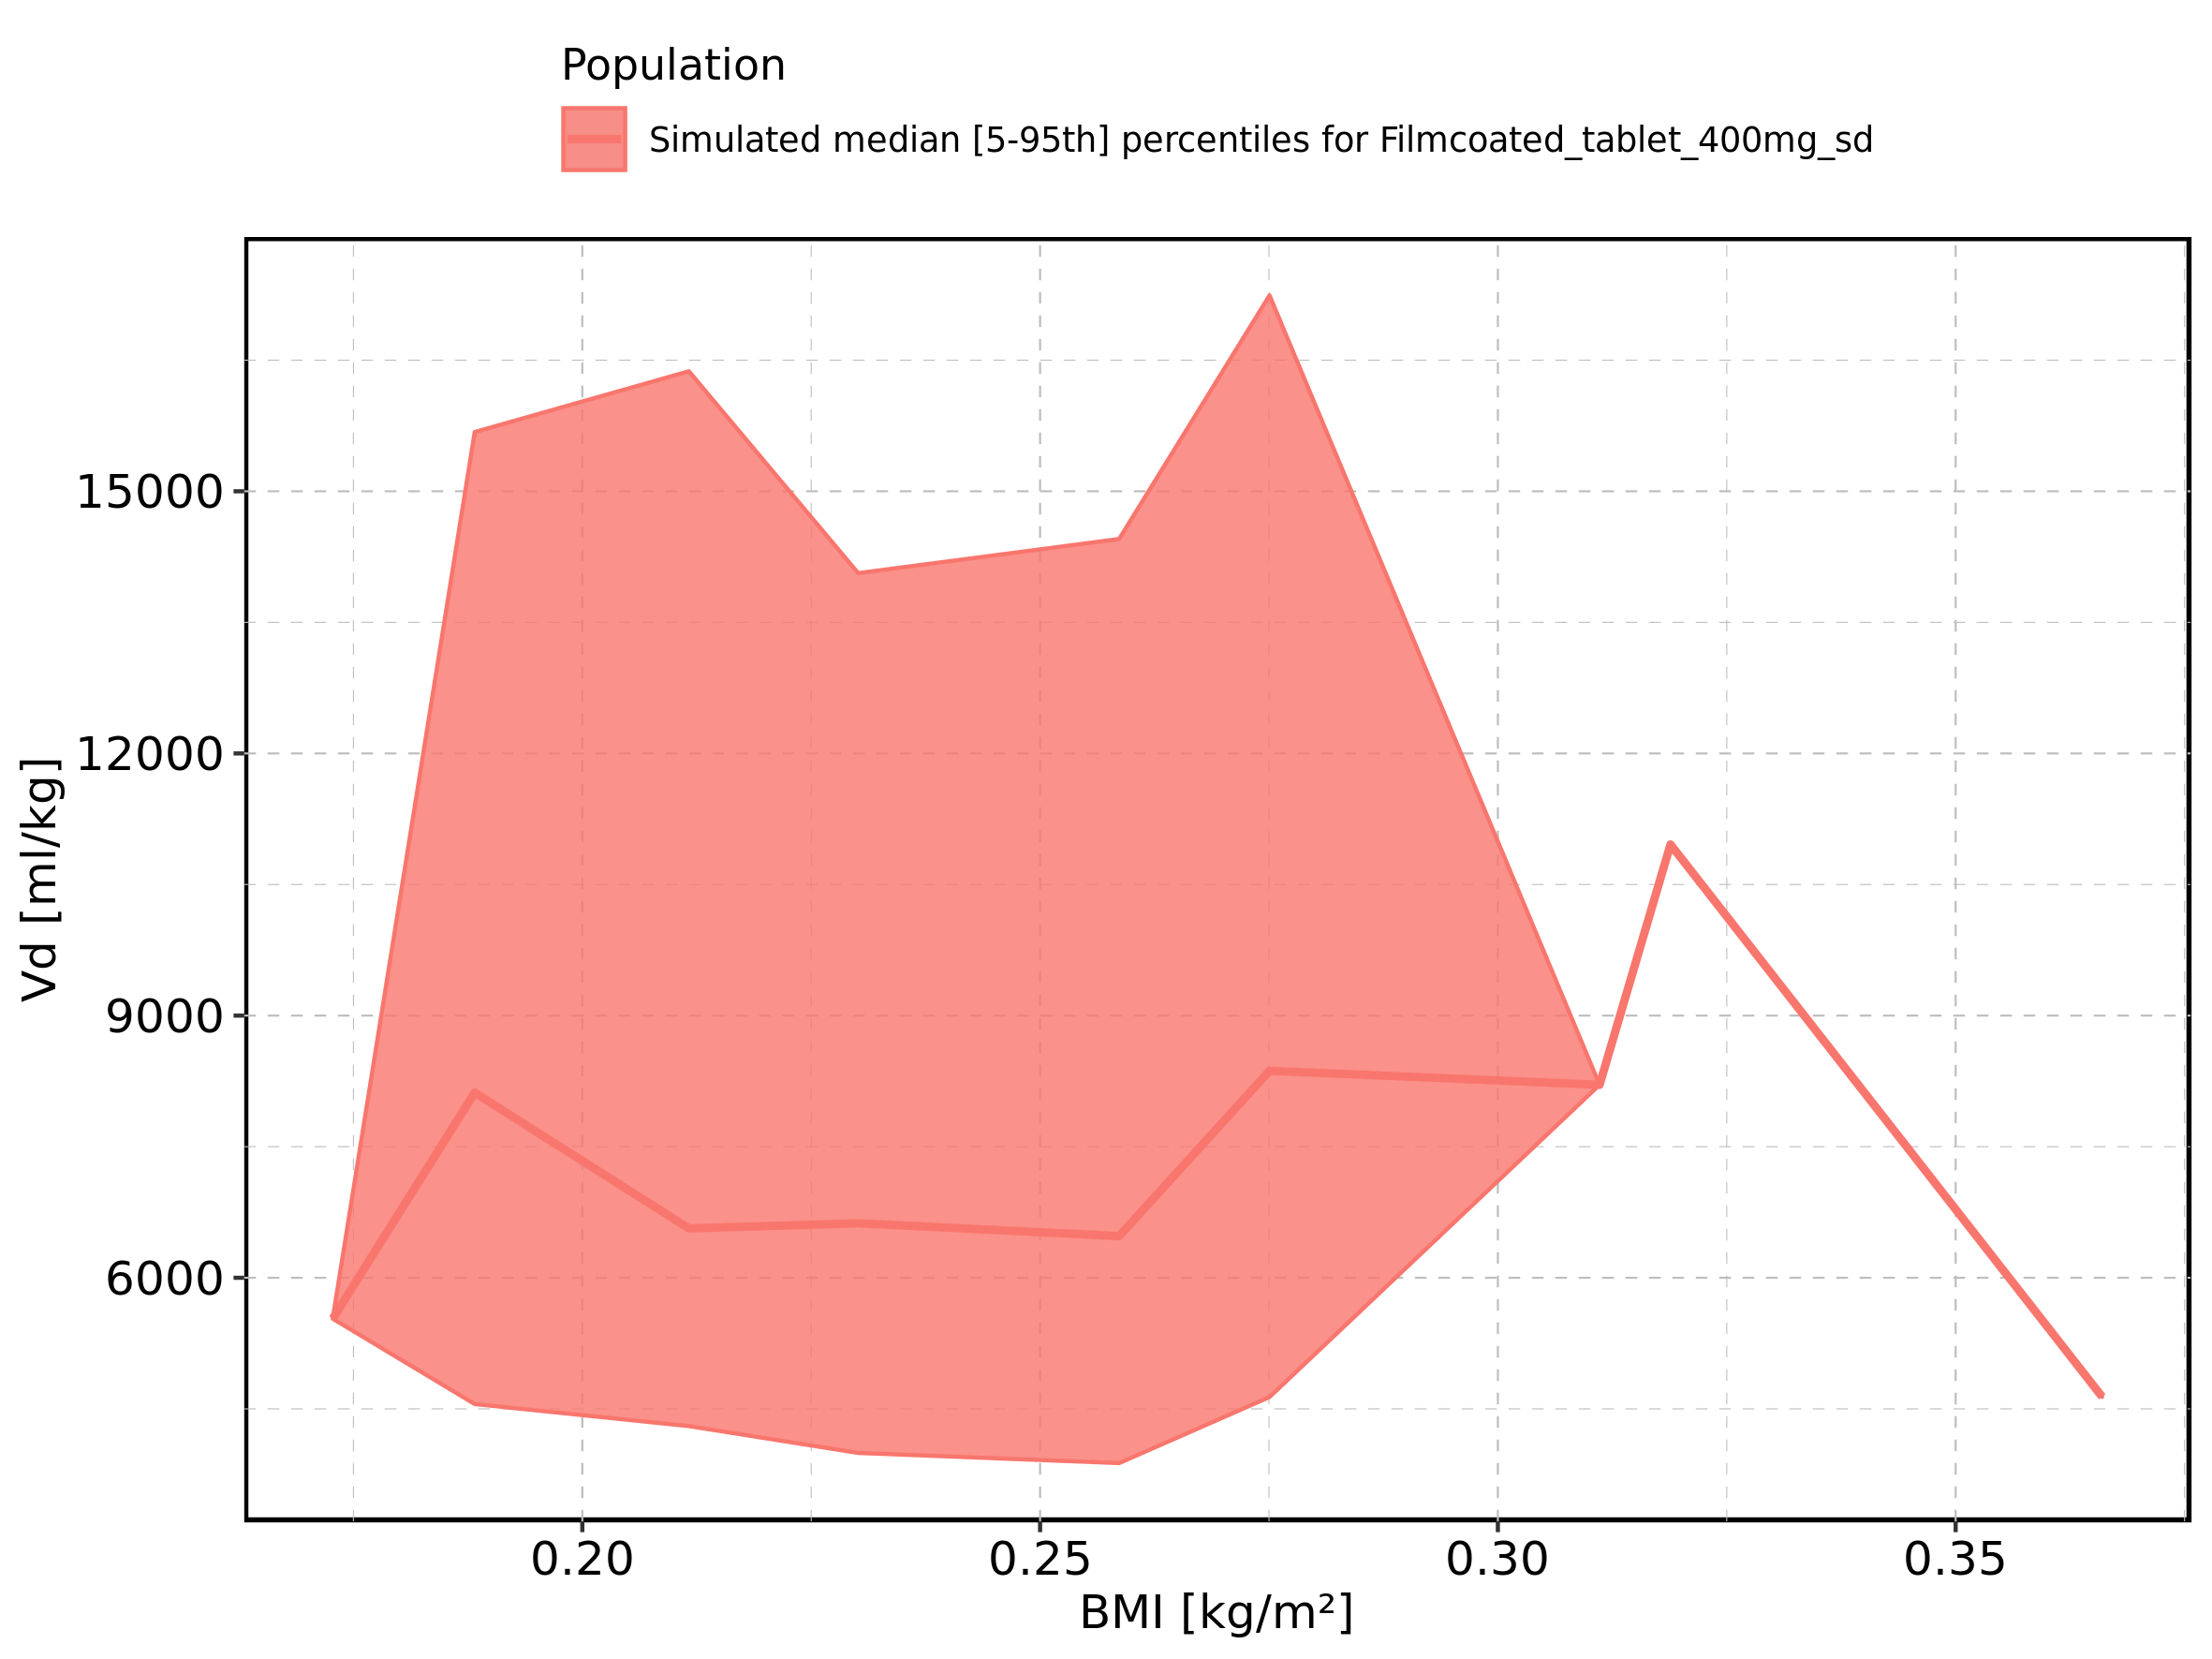 Population
Simulated median [5-95th] percentiles for Filmcoated_tablet_400mg_sd
Vd [ml/kg]
15000
12000
9000
6000
0.20 0.25 0.30 0.35
BMI [kg/m²]